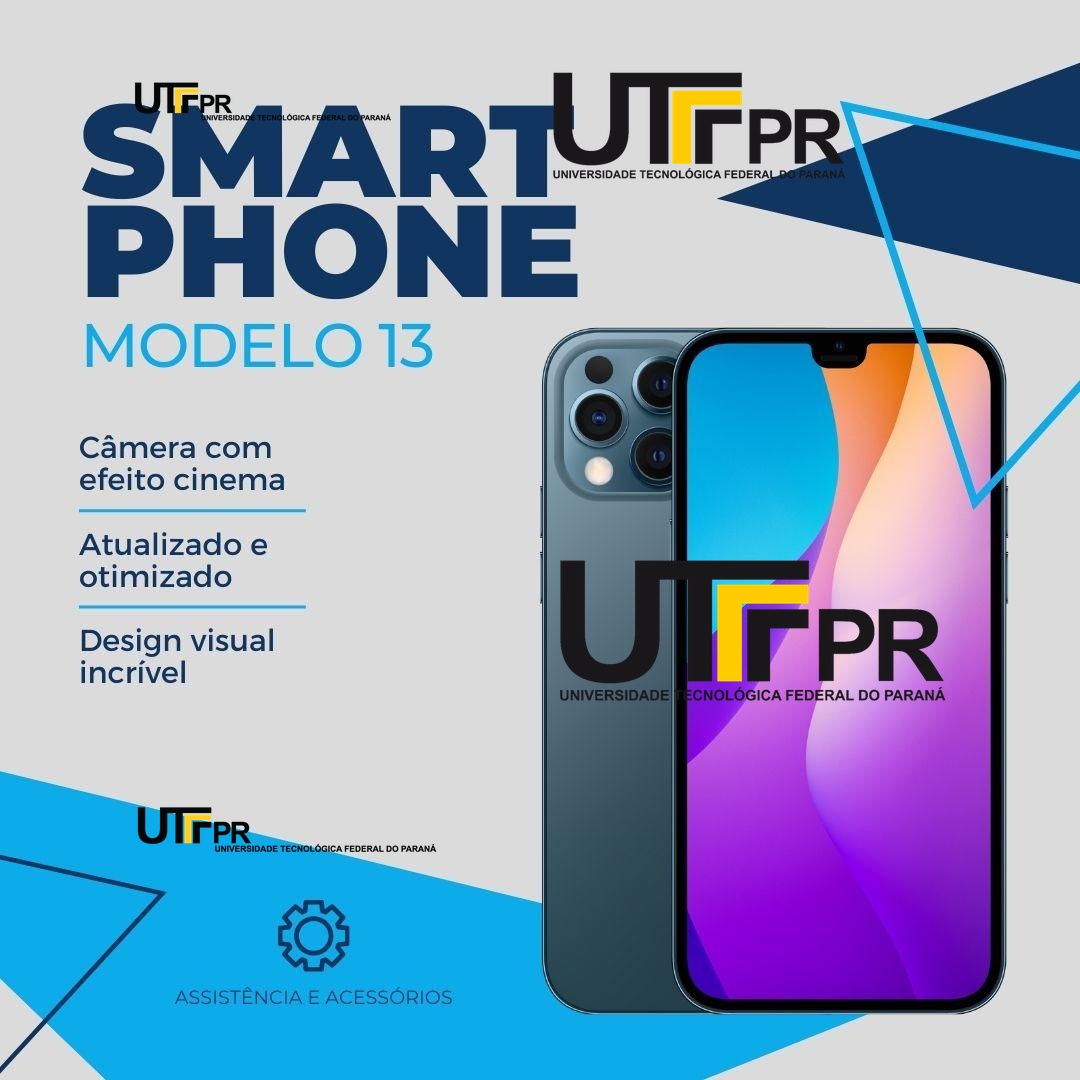 UTFPR
UNIVERSIDADE TECNOLÓGICA FEDERAL DO PARANÁ
UTFPR
UNIVERSIDADE TECNOLÓGICA FEDERAL DO PARANÁ
SMART
PHONE
MODELO 13
Câmera com
efeito cinema
Atualizado e
otimizado
Design visual
incrível
UTFPR
UNIVERSIDADE TECNOLÓGICA FEDERAL DO PARANÁ
UTFPR
UNIVERSIDADE TECNOLÓGICA FEDERAL DO PARANÁ
ASSISTÊNCIA E ACESSÓRIOS